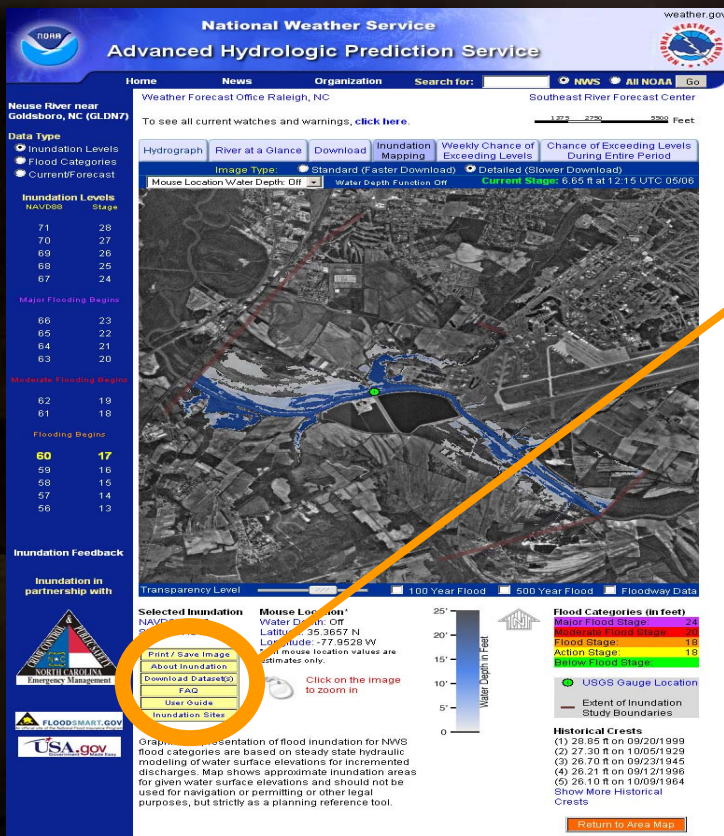 weather.gov
National Weather Service
NOAA
Advanced Hydrologic Prediction Service
Home News Organization Search for: NWS All NOAA Go
Neuse River near
Goldsboro, NC (GLDN7)
Data Type
Inundation Levels
Flood Categories
Current/Forecast
Inundation Levels
NAVD88 Stage
71 28
70 27
69 26
68 25
67 24
Major Flooding Begins
66 23
65 22
64 21
63 20
Moderate Flooding Begins
62 19
61 18
Flooding Begins
60 17
59 16
58 15
57 14
56 13
Inundation Feedback
Inundation in
partnership with
CRIME CONTROL & PUBLIC SAFETY
NORTH CAROLINA
Emergency Management
FLOODSMART.GOV
USA.gov
Government Made Easy
Weather Forecast Office Raleigh, NC Southeast River Forecast Center
To see all current watches and warnings, click here.
1375 2750 5500 Feet
Hydrograph River at a Glance Download Inundation Mapping Weekly Chance of Exceeding Levels Chance of Exceeding Levels During Entire Period
Image Type: Standard (Faster Download) Detailed (Slower Download)
Mouse Location Water Depth: Off Water Depth Function Off Current Stage: 6.65 ft at 12:15 UTC 05/06
Transparency Level 100 Year Flood 500 Year Flood Floodway Data
Selected Inundation
Print / Save Image
About Inundation
Download Dataset(s)
FAQ
User Guide
Inundation Sites
Mouse Location*
Water Depth: Off
Latitude: 35.3657 N
Longitude: -77.9528 W
mouse location values are
estimates only.
Click on the image
to zoom in
25'
20'
15'
10'
5'
0
Water Depth in Feet
Flood Categories (in feet)
Major Flood Stage: 24
Moderate Flood Stage: 20
Flood Stage: 18
Action Stage: 18
Below Flood Stage:
USGS Gauge Location
Extent of Inundation
Study Boundaries
Historical Crests
(1) 28.85 ft on 09/20/1999
(2) 27.30 ft on 10/05/1929
(3) 26.70 ft on 09/23/1945
(4) 26.21 ft on 09/12/1996
(5) 26.10 ft on 10/09/1964
Show More Historical
Crests
Return to Area Map
Graphical representation of flood inundation for NWS
flood categories are based on steady state hydraulic
modeling of water surface elevations for incremented
discharges. Map shows approximate inundation areas
for given water surface elevations and should not be
used for navigation or permitting or other legal
purposes, but strictly as a planning reference tool.